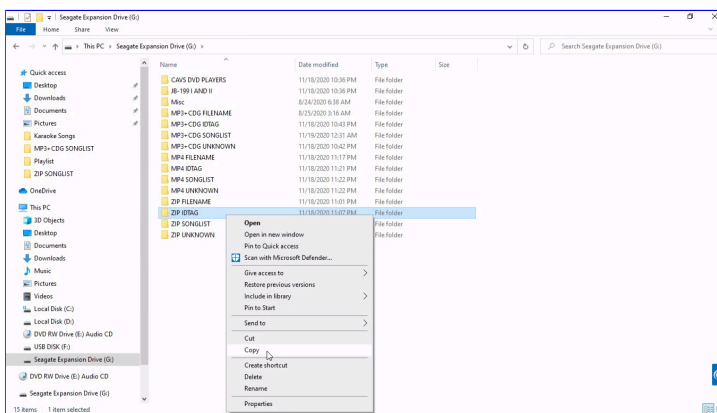 Seagate Expansion Drive (G:)
File Home Share View
This PC > Seagate Expansion Drive (G:) >
Search Seagate Expansion Drive (G:)
Name Date modified Type Size
Quick access
Desktop
Downloads
Documents
Pictures
Karaoke Songs
MP3+CDG SONGLIST
Playlist
ZIP SONGLIST
OneDrive
This PC
3D Objects
Desktop
Documents
Downloads
Music
Pictures
Videos
Local Disk (C:)
Local Disk (D:)
DVD RW Drive (E:) Audio CD
USB DISK (F:)
Seagate Expansion Drive (G:)
DVD RW Drive (E:) Audio CD
Seagate Expansion Drive (G:)
CAVS DVD PLAYERS 11/18/2020 10:36 PM File folder
JB-199 I AND II 11/18/2020 10:36 PM File folder
Misc 8/24/2020 6:38 AM File folder
MP3+CDG FILENAME 8/25/2020 3:16 AM File folder
MP3+CDG IDTAG 11/18/2020 10:43 PM File folder
MP3+CDG SONGLIST 11/19/2020 12:31 AM File folder
MP3+CDG UNKNOWN 11/18/2020 10:42 PM File folder
MP4 FILENAME 11/18/2020 11:17 PM File folder
MP4 IDTAG 11/18/2020 11:21 PM File folder
MP4 SONGLIST 11/18/2020 11:22 PM File folder
MP4 UNKNOWN 11/18/2020 11:22 PM File folder
ZIP FILENAME 11/18/2020 11:01 PM File folder
ZIP IDTAG 11/18/2020 11:07 PM File folder
ZIP SONGLIST File folder
ZIP UNKNOWN File folder
Open
Open in new window
Pin to Quick access
Scan with Microsoft Defender...
Give access to
Restore previous versions
Include in library
Pin to Start
Send to
Cut
Copy
Create shortcut
Delete
Rename
Properties
15 items 1 item selected